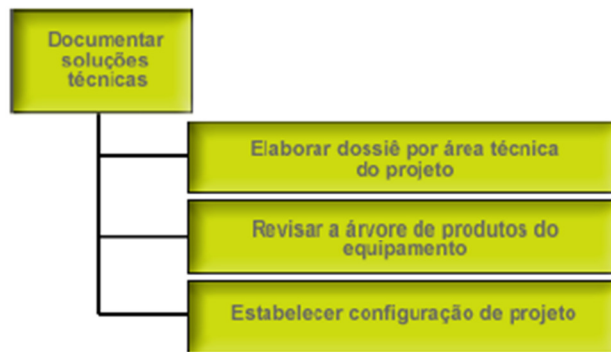 Documentar
soluções
técnicas
Elaborar dossiê por área técnica
do projeto
Revisar a árvore de produtos do
equipamento
Estabelecer configuração de projeto